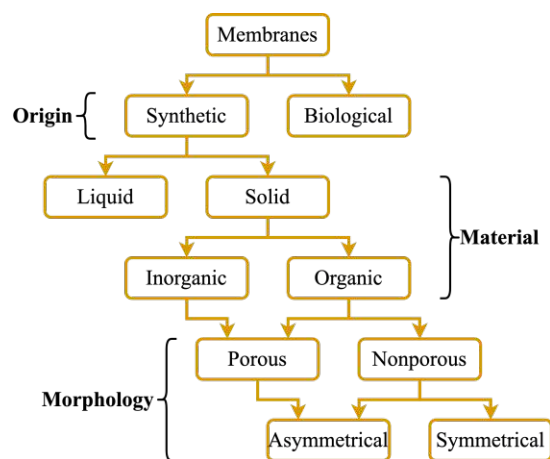 Membranes
Origin
Synthetic
Biological
Liquid
Solid
Material
Inorganic
Organic
Morphology
Porous
Nonporous
Asymmetrical
Symmetrical